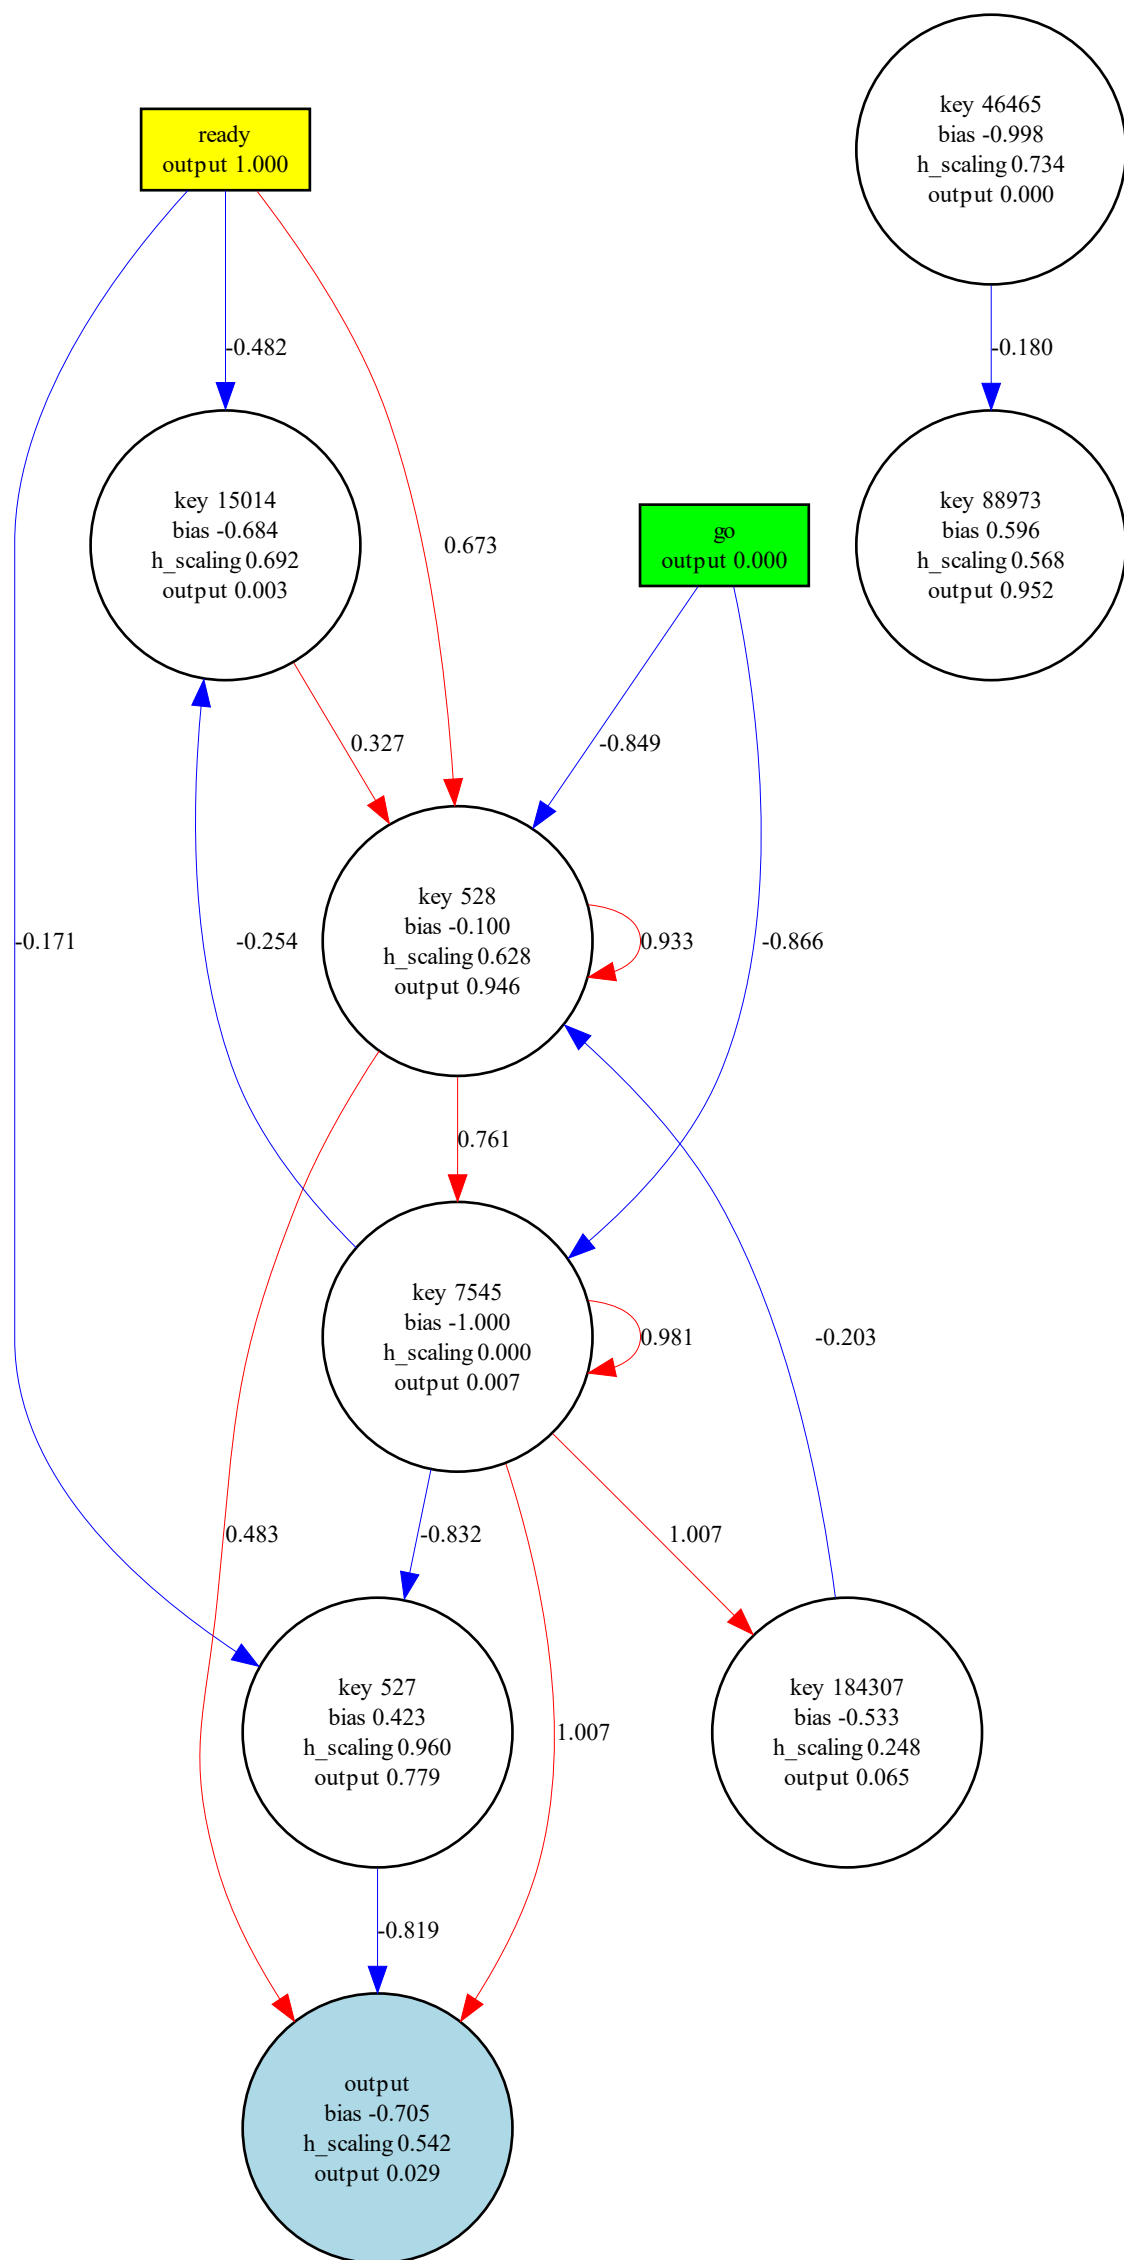 key 46465
bias -0.998
h_scaling 0.734
output 0.000
ready
output 1.000
-0.482
-0.180
key 15014
bias -0.684
h_scaling 0.692
output 0.003
0.673
go
output 0.000
key 88973
bias 0.596
h_scaling 0.568
output 0.952
0.327
-0.849
-0.171
-0.254
key 528
bias -0.100
h_scaling 0.628
output 0.946
0.933
-0.866
0.761
key 7545
bias -1.000
h_scaling 0.000
output 0.007
0.981
-0.203
0.483
-0.832
1.007
key 527
bias 0.423
h_scaling 0.960
output 0.779
1.007
key 184307
bias -0.533
h_scaling 0.248
output 0.065
-0.819
output
bias -0.705
h_scaling 0.542
output 0.029